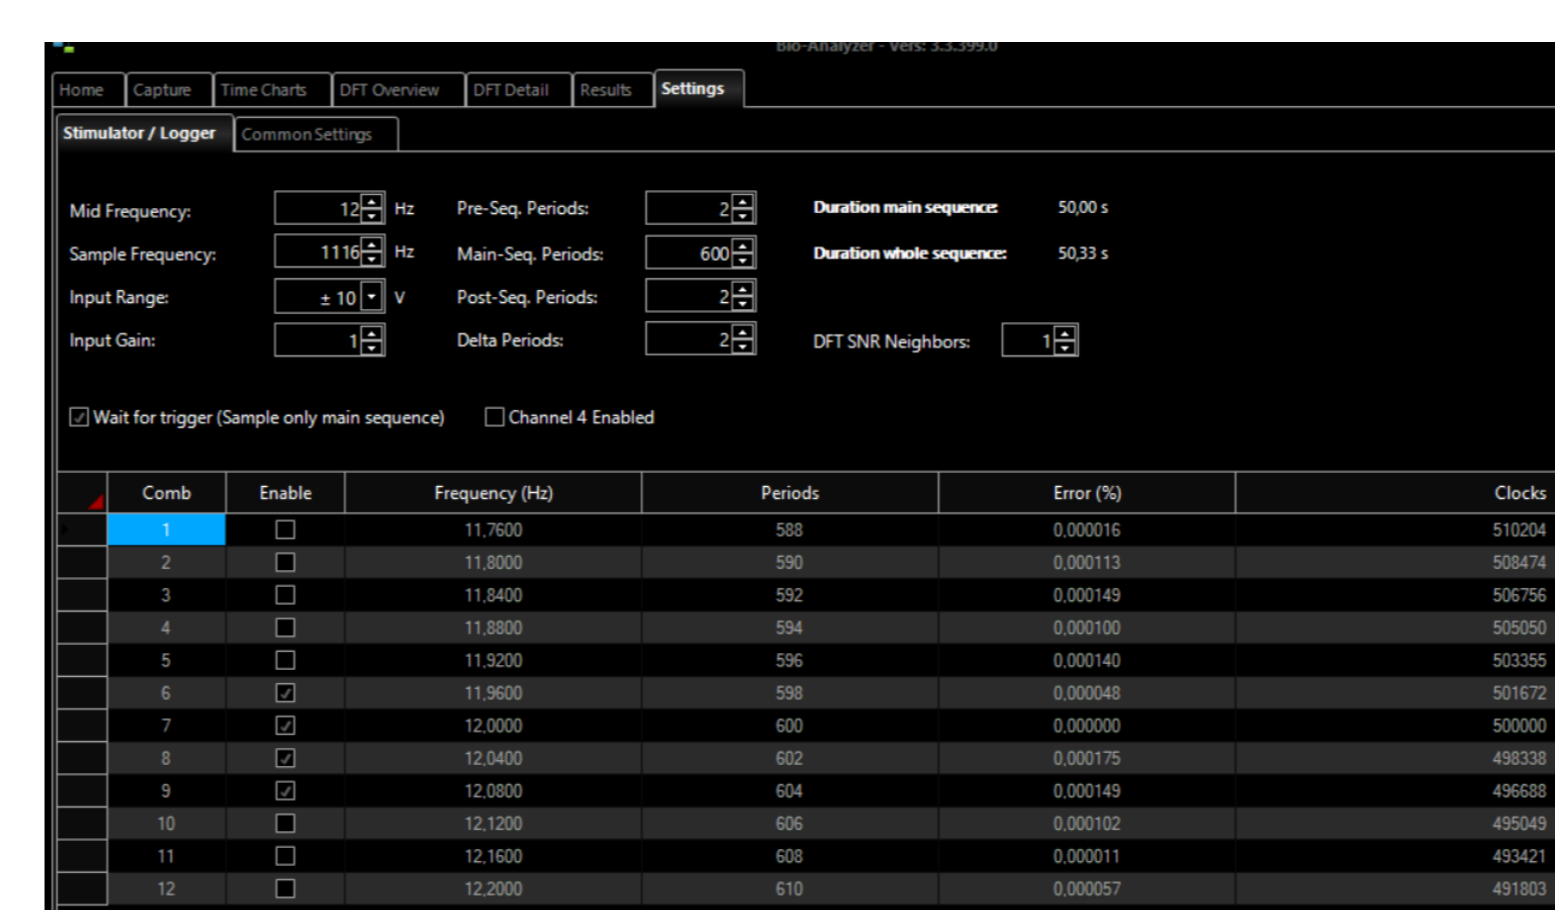 Bio-Analyzer - Vers: 3.3.399.0
Home Capture Time Charts DFT Overview DFT Detail Results Settings
Stimulator / Logger Common Settings
Mid Frequency: 12 Hz Pre-Seq. Periods: 2 Duration main sequence: 50,00 s
Sample Frequency: 1116 Hz Main-Seq. Periods: 600 Duration whole sequence: 50,33 s
Input Range: ± 10 V Post-Seq. Periods: 2
Input Gain: 1 Delta Periods: 2 DFT SNR Neighbors: 1
Wait for trigger (Sample only main sequence) Channel 4 Enabled
Comb Enable Frequency (Hz) Periods Error (%) Clocks
1 11,7600 588 0,000016 510204
2 11,8000 590 0,000113 508474
3 11,8400 592 0,000149 506756
4 11,8800 594 0,000100 505050
5 11,9200 596 0,000140 503355
6 11,9600 598 0,000048 501672
7 12,0000 600 0,000000 500000
8 12,0400 602 0,000175 498338
9 12,0800 604 0,000149 496688
10 12,1200 606 0,000102 495049
11 12,1600 608 0,000011 493421
12 12,2000 610 0,000057 491803